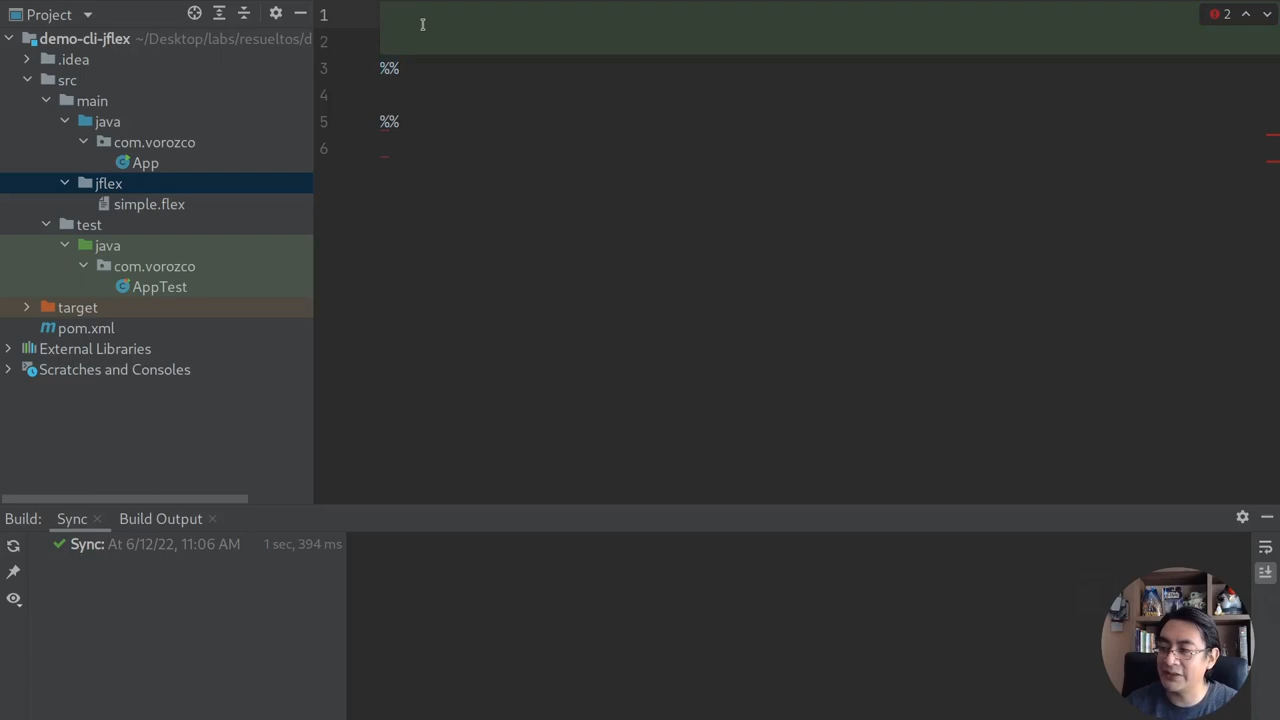 Project
demo-cli-jflex ~/Desktop/labs/resueltos/d
.idea
src
main
java
com.vorozco
App
jflex
simple.flex
test
java
com.vorozco
AppTest
target
pom.xml
External Libraries
Scratches and Consoles
1
2
3 %%
4
5 %%
6
2
Build: Sync Build Output
Sync: At 6/12/22, 11:06 AM 1 sec, 394 ms